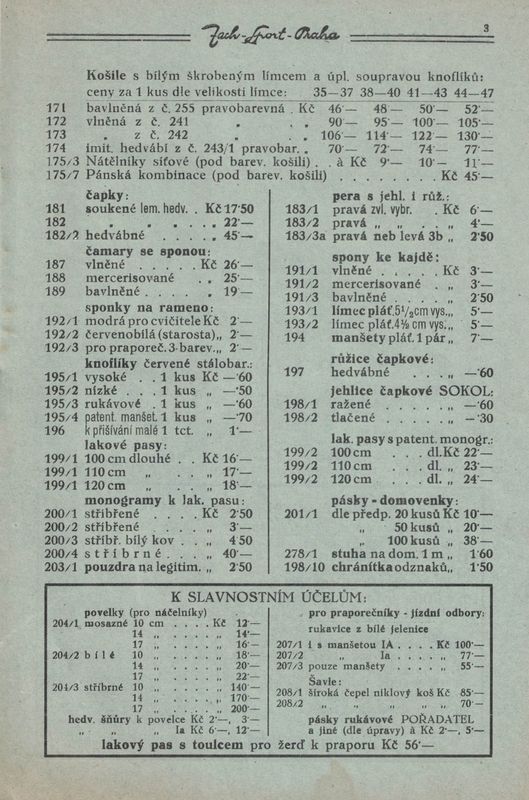 Zach-Sport-Praha
3
Košile s bílým škrobeným límcem a úpl. soupravou knoflíků:
ceny za 1 kus dle velikosti límce: 35—37 38—40 41—43 44—47
171 bavlněná z č. 255 pravobarevná . Kč 46·— 48·— 50·— 52·—
172 vlněná z č. 241 „ . . 90·— 95·— 100·— 105·—
173 „ z č. 242 „ . . 106·— 114·— 122·— 130·—
174 imit. hedvábí z č. 243/1 pravobar. . 70·— 72·— 74·— 77·—
175/3 Nátělníky síťové (pod barev. košili) . . à Kč 9·— 10·— 11·—
175/7 Pánská kombinace (pod barev. košili) . . . . . . . Kč 45·—
čapky:
181 soukené lem. hedv. . Kč 17·50
182 „ „ . . . . 22·—
182/2 hedvábné . . . . „ 45·—
čamary se sponou:
187 vlněné . . . . . Kč 26·—
188 mercerisované . . „ 25·—
189 bavlněné . . . . „ 19·—
sponky na rameno:
192/1 modrá pro cvičitele Kč 2·—
192/2 červenobílá (starosta) „ 2·—
192/3 pro praporeč. 3-barev. „ 2·—
knoflíky červené stálobar.:
195/1 vysoké . . 1 kus Kč —·60
195/2 nízké . . . 1 kus „ —·50
195/3 rukávové . 1 kus „ —·60
195/4 patent. manšet. 1 kus „ —·70
196 k přišívání malé 1 tct. „ 1·—
lakové pasy:
199/1 100 cm dlouhé . . Kč 16·—
199/1 110 cm „ . . „ 17·—
199/1 120 cm „ . . „ 18·—
monogramy k lak. pasu:
200/1 stříbřené . . . . Kč 2·50
200/2 stříbřené . . . . „ 3·—
200/3 stříbř. bílý kov . . „ 4·50
200/4 stříbrné . . . „ 40·—
203/1 pouzdra na legitim. „ 2·50
pera s jehl. i růž.:
183/1 pravá zvl. vybr. . Kč 6·—
183/2 pravá „ „ . . „ 4·—
183/3a pravá neb levá 3b „ 2·50
spony ke kajdě:
191/1 vlněné . . . . . Kč 3·—
191/2 mercerisované . „ 3·—
191/3 bavlněné . . . . „ 2·50
193/1 límec pláť. 5½ cm vys. „ 5·—
193/2 límec pláť. 4½ cm vys. „ 5·—
194 manšety pláť. 1 pár „ 7·—
růžice čapkové:
197 hedvábné . . . „ —·60
jehlice čapkové SOKOL:
198/1 ražené . . . . . „ —·60
198/2 tlačené . . . . . „ —·30
lak. pasy s patent. monogr.:
199/2 100 cm . . . dl. Kč 22·—
199/2 110 cm . . . dl. „ 23·—
199/2 120 cm . . . dl. „ 24·—
pásky - domovenky:
201/1 dle předp. 20 kusů Kč 10·—
„ 50 kusů „ 20·—
„ 100 kusů „ 38·—
278/1 stuha na dom. 1 m „ 1·60
198/10 chránítka odznaků „ 1·50
K SLAVNOSTNÍM ÚČELŮM:
povelky (pro náčelníky)
204/1 mosazné 10 cm . . . . Kč 12·—
14 „ . . . . . „ 14·—
17 „ . . . . . „ 16·—
204/2 bílé 10 „ . . . . . „ 18·—
14 „ . . . . . „ 20·—
17 „ . . . . . „ 22·—
204/3 stříbrné 10 „ . . . . . „ 140·—
14 „ . . . . . „ 170·—
17 „ . . . . . „ 200·—
hedv. šňůry k povelce Kč 2·—, 3·—
„ „ „ Ia Kč 6·—, 12·—
pro praporečníky - jízdní odbory:
rukavice z bílé jelenice
207/1 i s manšetou IA . . . . Kč 100·—
207/2 „ Ia . . . . „ 77·—
207/3 pouze manšety . . . . . „ 55·—
Šavle:
208/1 široká čepel niklový koš Kč 85·—
208/2 „ „ „ „ „ 70·—
pásky rukávové POŘADATEL
a jiné (dle úpravy) à Kč 2·—, 5·—
lakový pas s toulcem pro žerď k praporu Kč 56·—